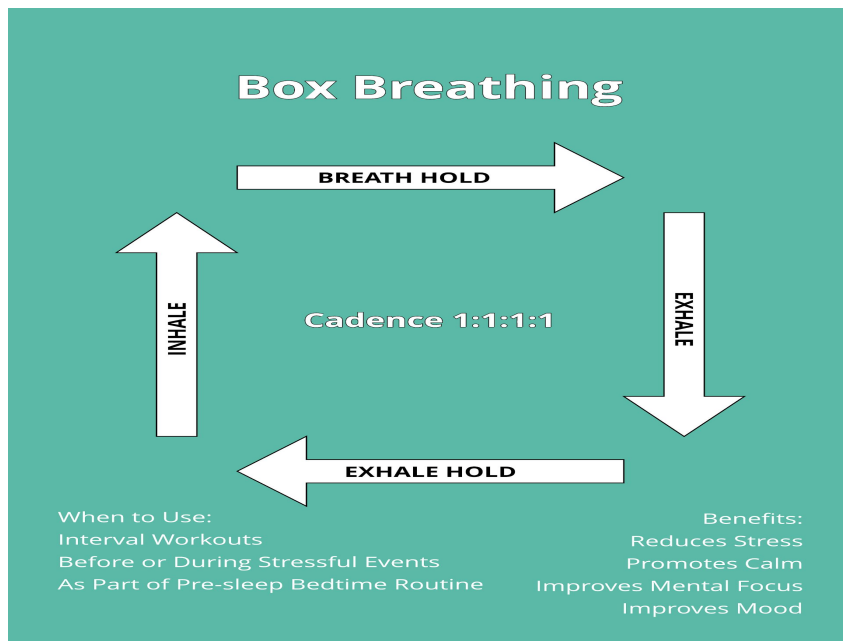 Box Breathing
BREATH HOLD
INHALE
Cadence 1:1:1:1
EXHALE
EXHALE HOLD
When to Use:
Interval Workouts
Before or During Stressful Events
As Part of Pre-sleep Bedtime Routine
Benefits:
Reduces Stress
Promotes Calm
Improves Mental Focus
Improves Mood